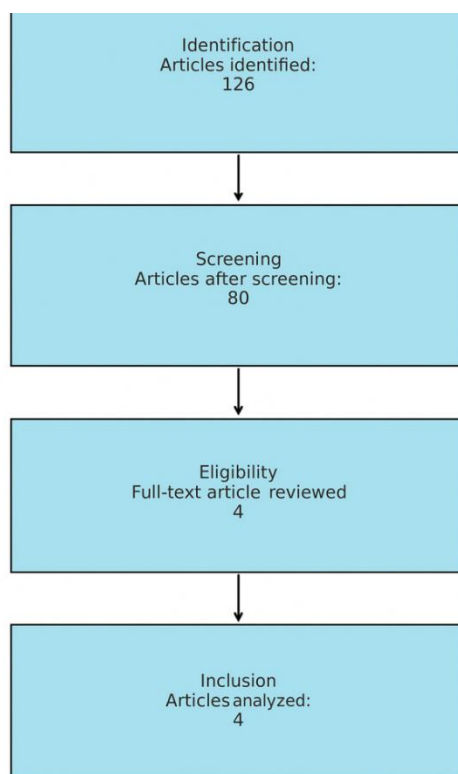 Identification
Articles identified:
126
Screening
Articles after screening:
80
Eligibility
Full-text article reviewed
4
Inclusion
Articles analyzed:
4